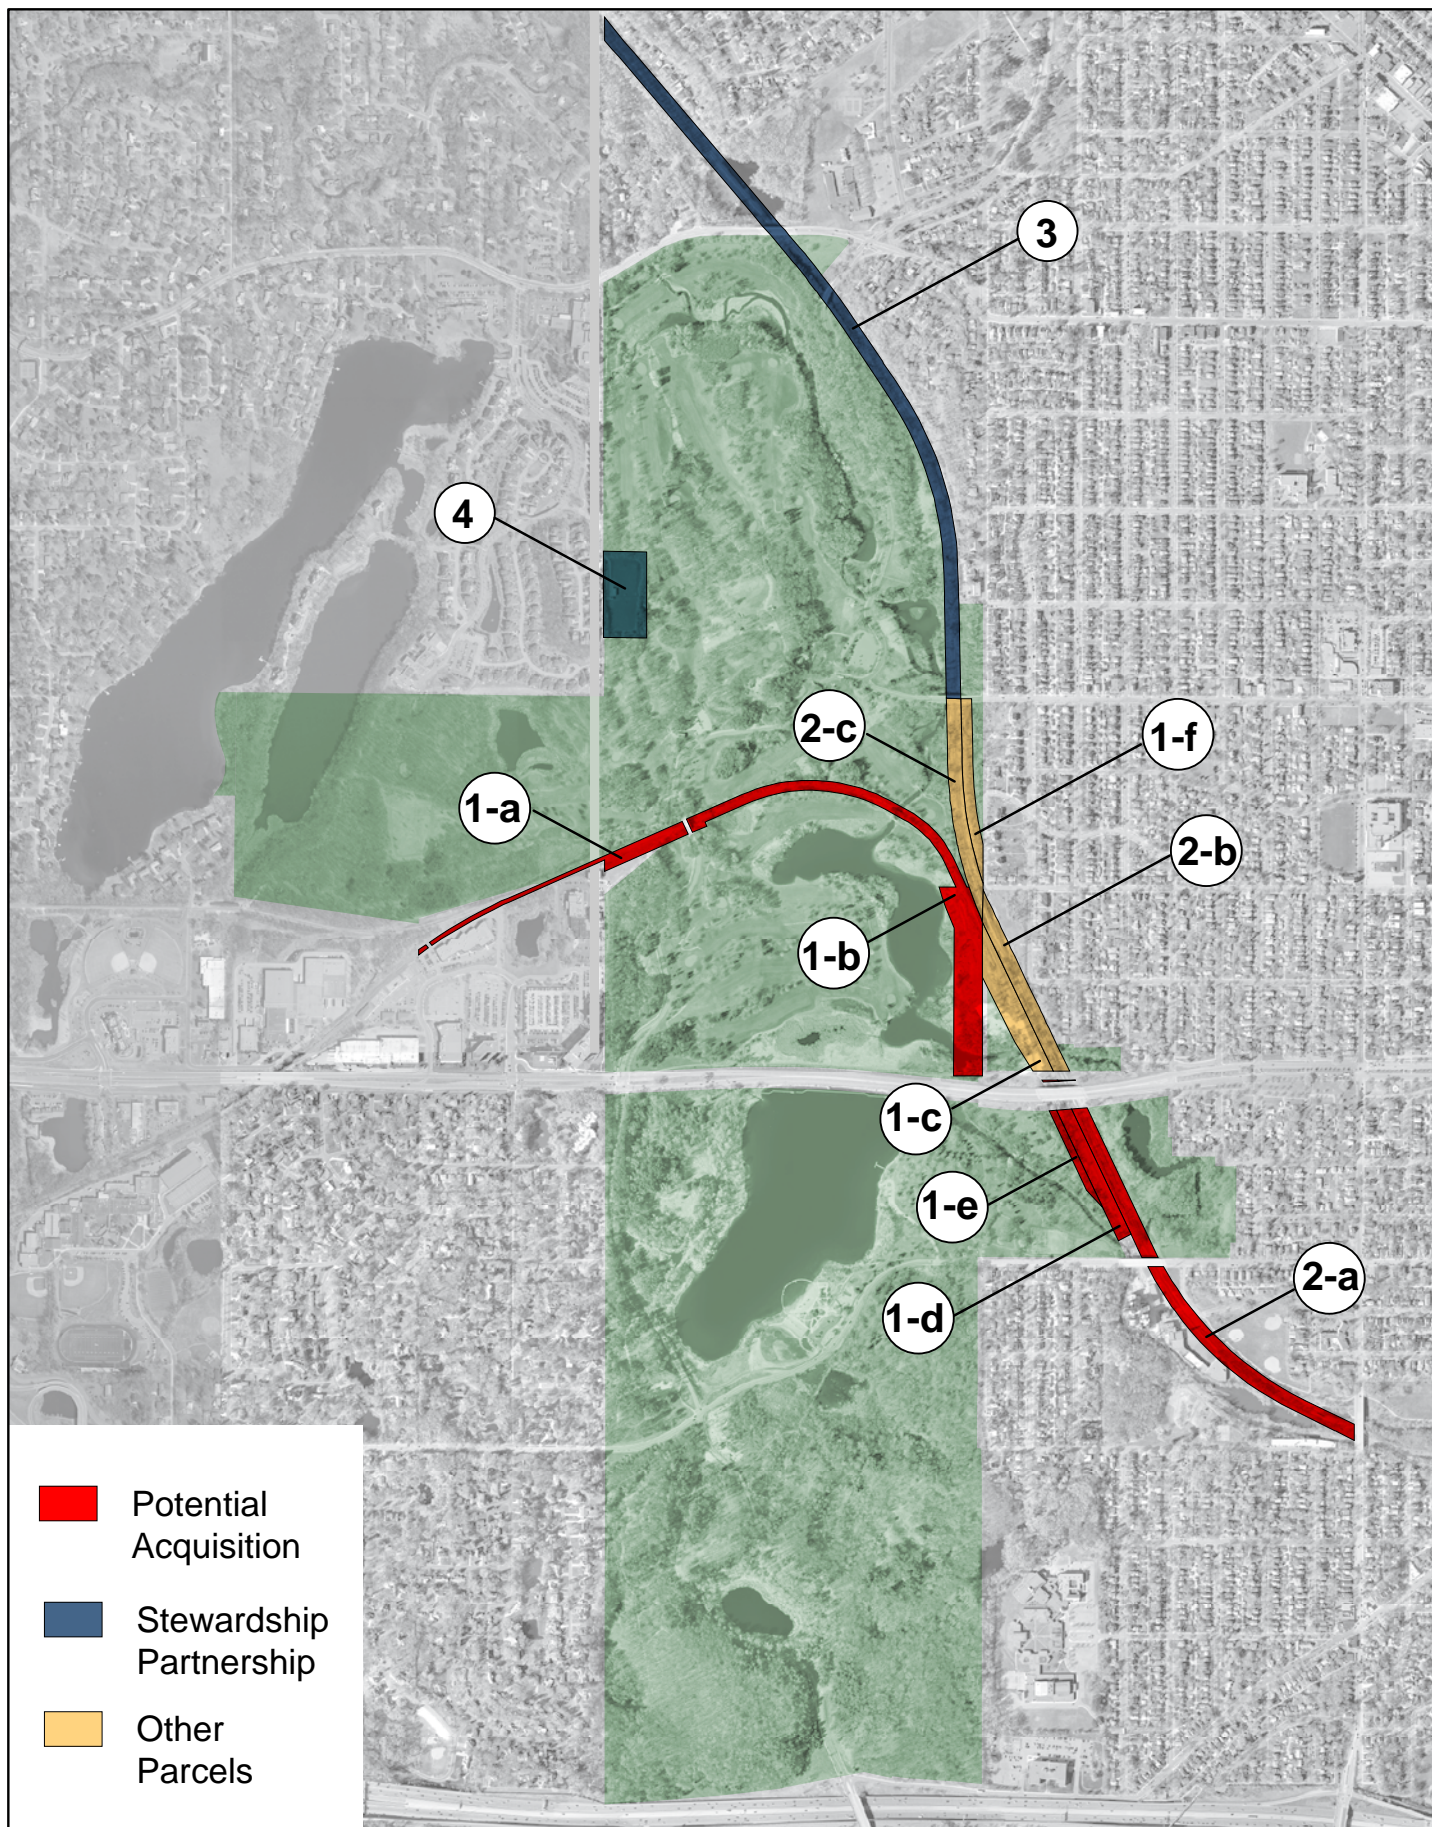 3
4
2-c
1-f
1-a
2-b
1-b
1-c
1-e
2-a
1-d
Potential
Acquisition
Stewardship
Partnership
Other
Parcels